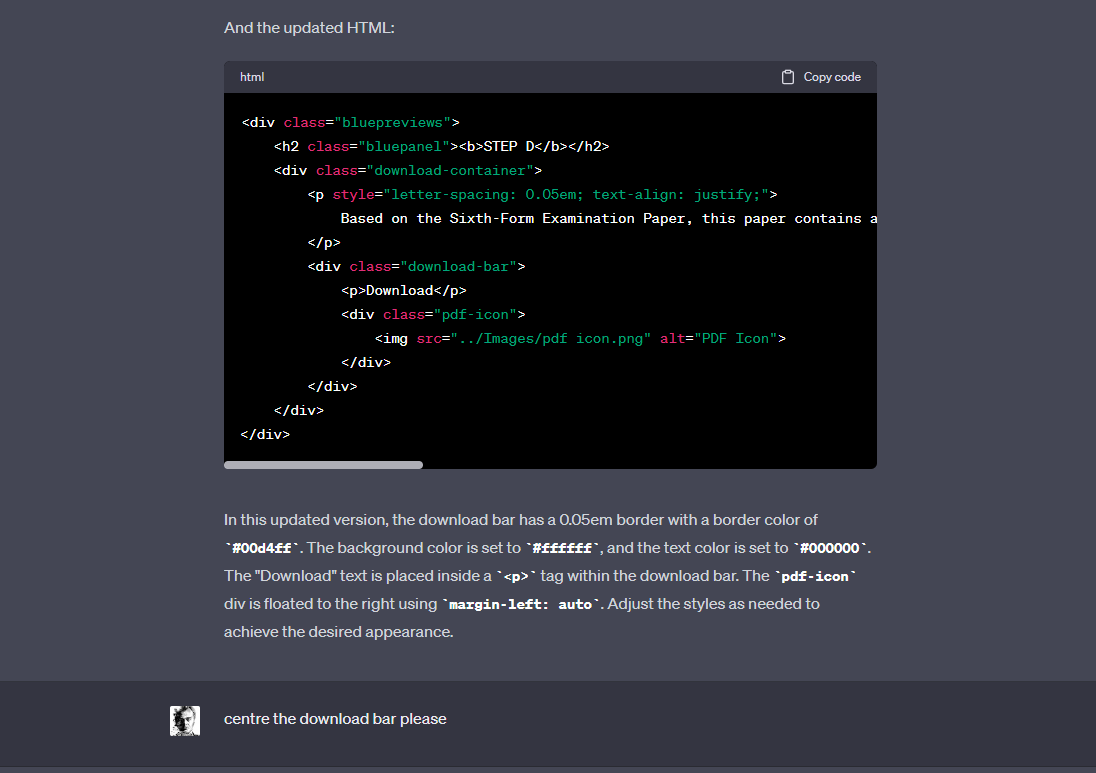 And the updated HTML:
html
Copy code
<div class="bluepreviews">
<h2 class="bluepanel"><b>STEP D</b></h2>
<div class="download-container">
<p style="letter-spacing: 0.05em; text-align: justify;">
Based on the Sixth-Form Examination Paper, this paper contains a
</p>
<div class="download-bar">
<p>Download</p>
<div class="pdf-icon">
<img src="../Images/pdf icon.png" alt="PDF Icon">
</div>
</div>
</div>
</div>
In this updated version, the download bar has a 0.05em border with a border color of
`#00d4ff`. The background color is set to `#ffffff`, and the text color is set to `#000000`.
The "Download" text is placed inside a `<p>` tag within the download bar. The `pdf-icon`
div is floated to the right using `margin-left: auto`. Adjust the styles as needed to
achieve the desired appearance.
centre the download bar please